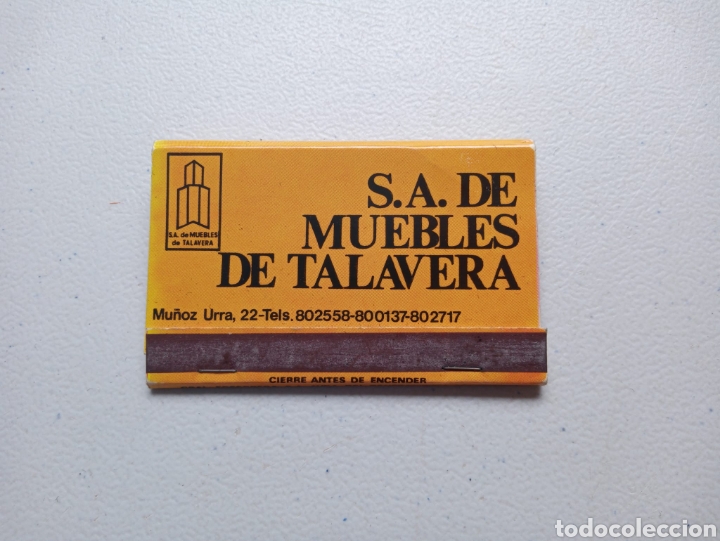 S.A. de MUEBLES
de TALAVERA
S.A. DE
MUEBLES
DE TALAVERA
Muñoz Urra, 22-Tels. 802558-800137-802717
CIERRE ANTES DE ENCENDER
todocoleccion